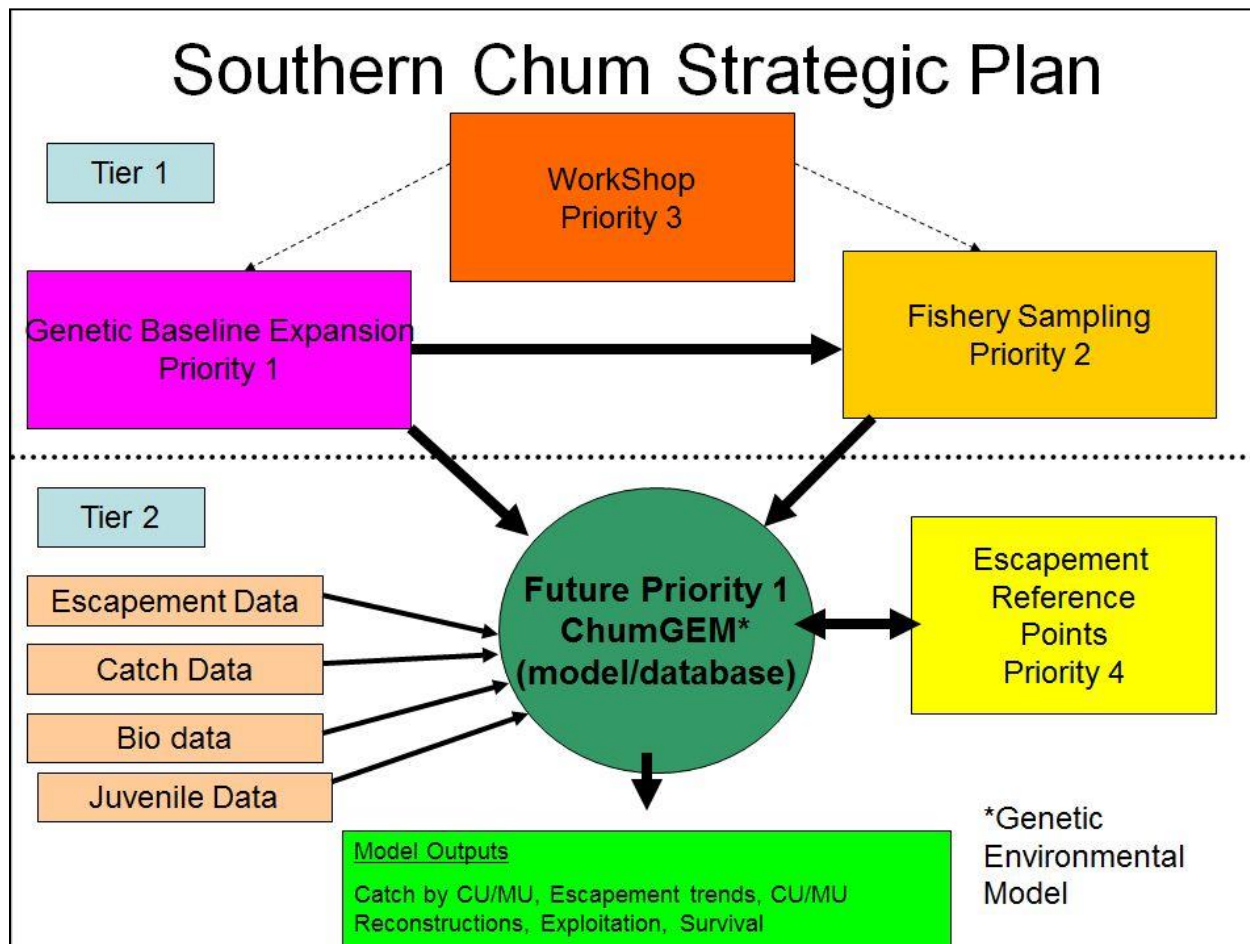 Southern Chum Strategic Plan
Tier 1
WorkShop
Priority 3
Genetic Baseline Expansion
Priority 1
Fishery Sampling
Priority 2
Tier 2
Escapement Data
Catch Data
Bio data
Juvenile Data
Future Priority 1
ChumGEM*
(model/database)
Escapement
Reference
Points
Priority 4
Model Outputs
Catch by CU/MU, Escapement trends, CU/MU
Reconstructions, Exploitation, Survival
*Genetic
Environmental
Model